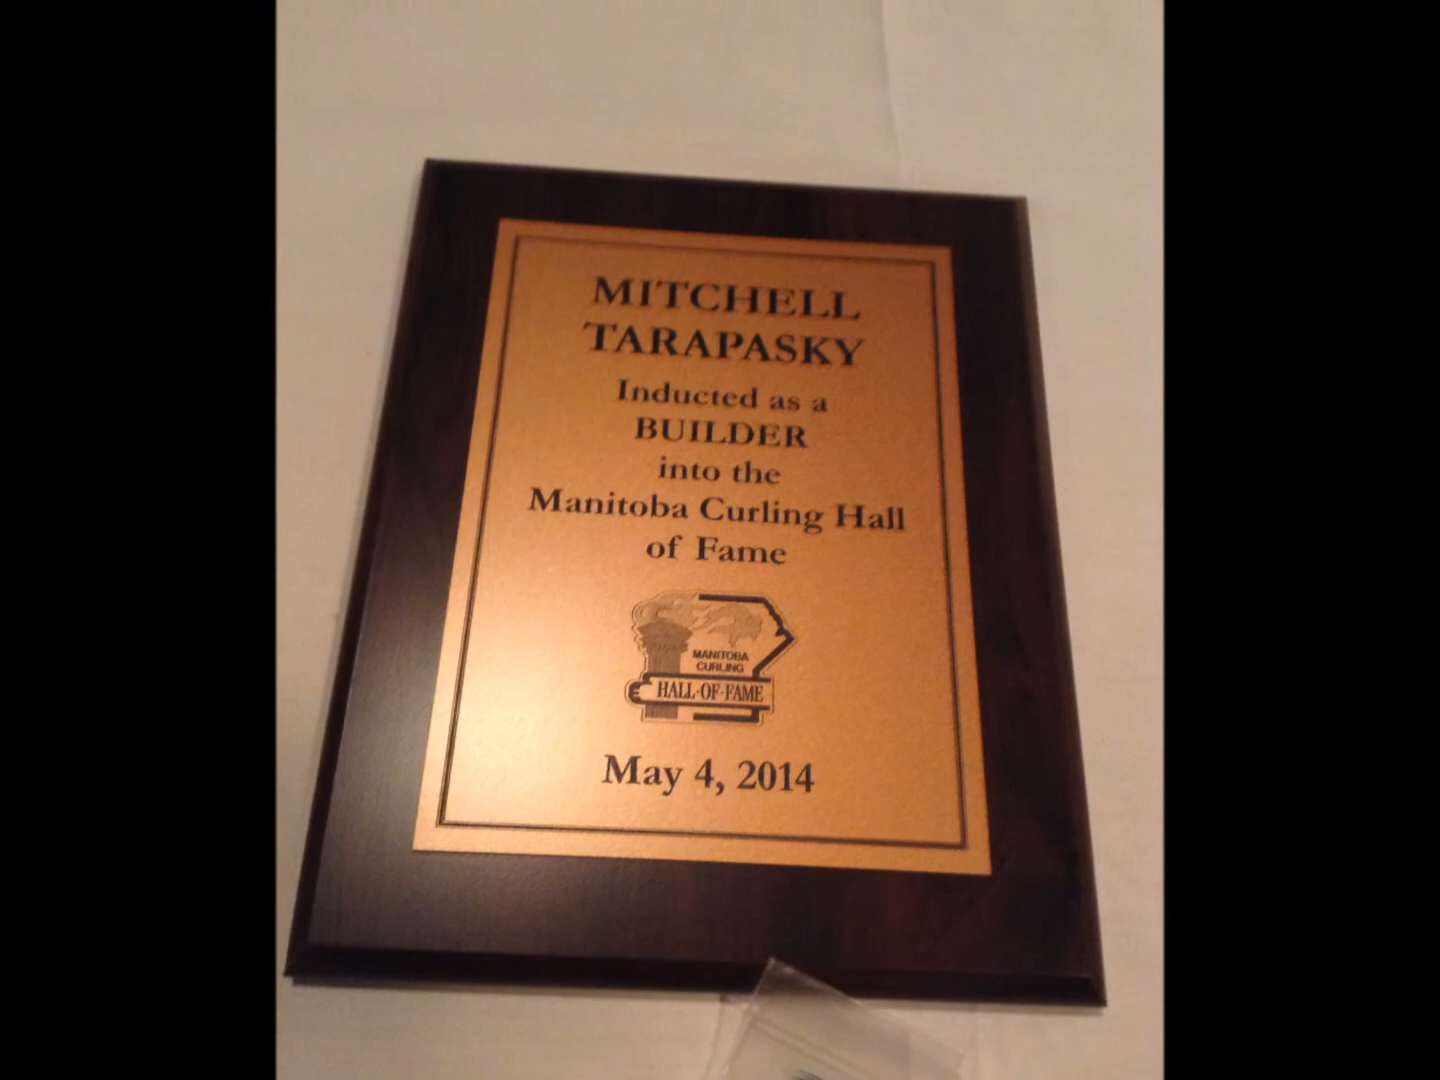 MITCHELL
TARAPASKY
Inducted as a
BUILDER
into the
Manitoba Curling Hall
of Fame
MANITOBA
CURLING
HALL·OF·FAME
May 4, 2014